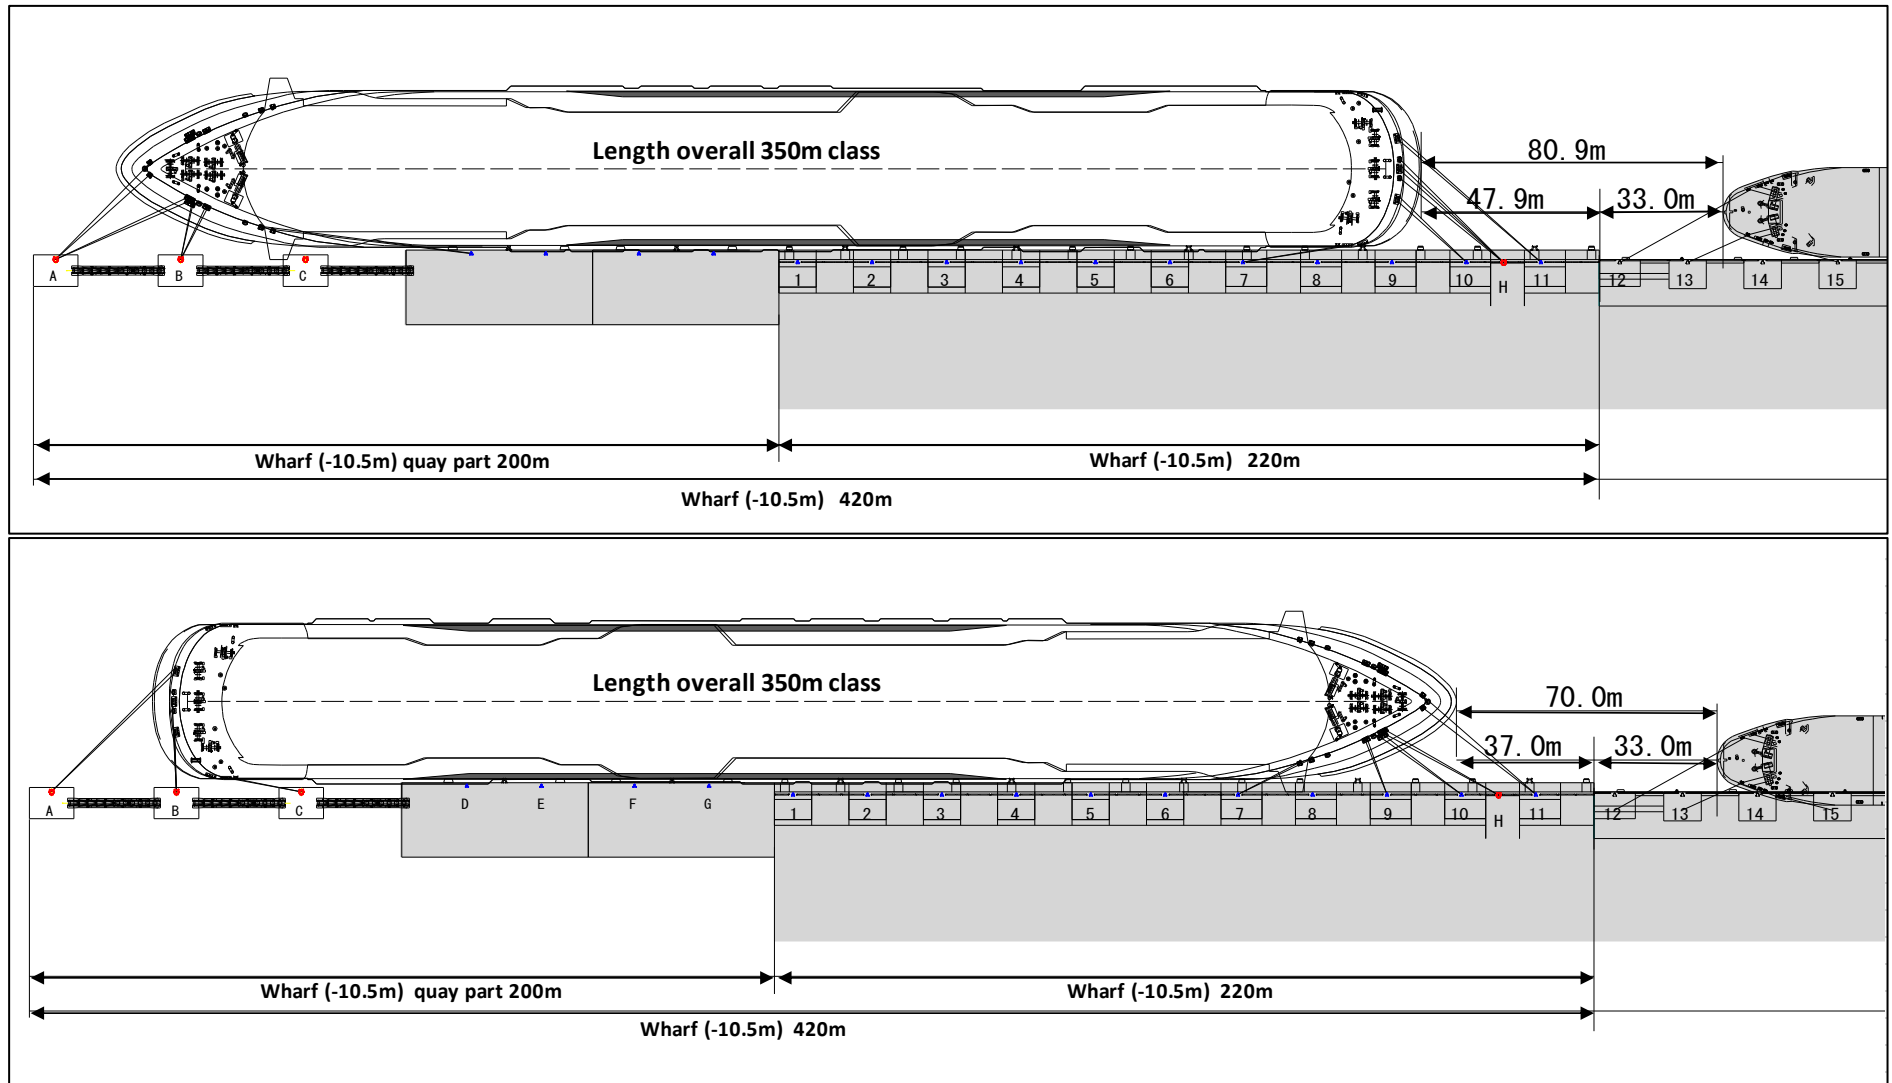 Length overall 350m class
80.9m
47.9m 33.0m
A B C 1 2 3 4 5 6 7 8 9 10 H 11 12 13 14 15
Wharf (-10.5m) quay part 200m
Wharf (-10.5m) 220m
Wharf (-10.5m) 420m
Length overall 350m class
70.0m
37.0m 33.0m
A B C D E F G 1 2 3 4 5 6 7 8 9 10 H 11 12 13 14 15
Wharf (-10.5m) quay part 200m
Wharf (-10.5m) 220m
Wharf (-10.5m) 420m